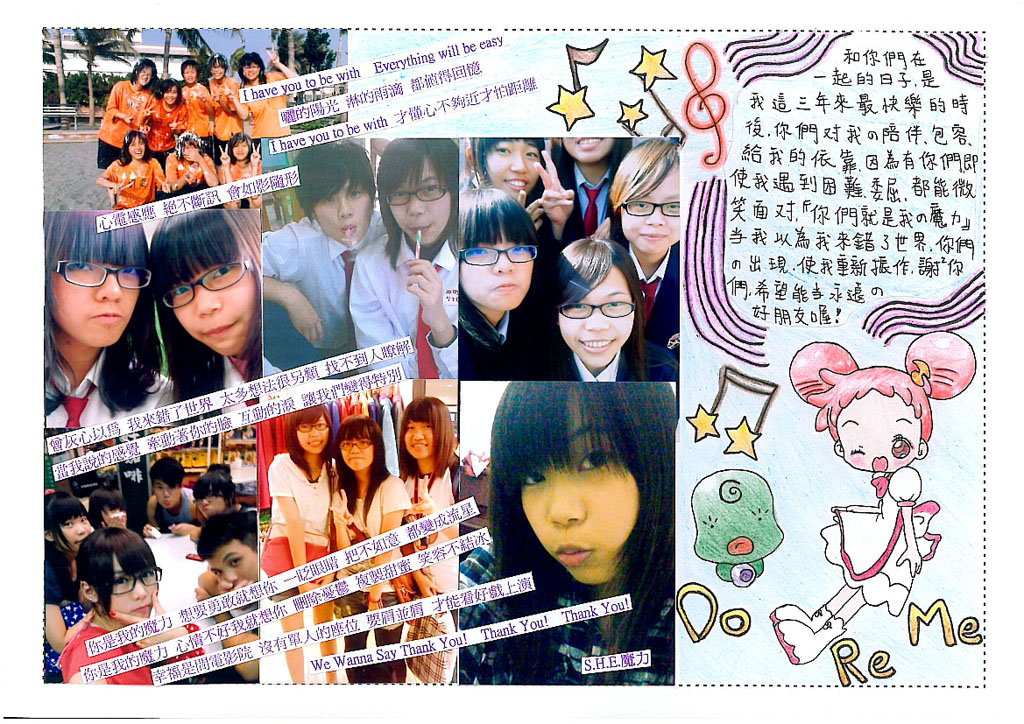 I have you to be with Everything will be easy
曬的陽光 淋的雨滴 都值得回憶
I have you to be with 才懂心不夠近才怕距離
心電感應 絕不斷訊 會如影隨形
曾灰心以為 我來錯了世界 太多想法很另類 找不到人瞭解
當我說的感覺 牽動著你的臉 互動的淚 讓我們變得特別
你是我的魔力 想要勇敢就想你 一眨眼睛 把不如意 都變成流星
你是我的魔力 心情不好我就想你 刪除憂鬱 複製甜蜜 笑容不結冰
幸福是間電影院 沒有單人的座位 要肩並肩 才能看好戲上演
We Wanna Say Thank You! Thank You! Thank You!
S.H.E.魔力
和你們在
一起的日子,是
我這三年來最快樂的時
後,你們對我の陪伴,包容、
給我的依靠,因為有你們即
使我遇到困難、委屈,都能微
笑面对,「你們就是我の魔力」
当我以為我來錯了世界,你們
の出現,使我重新振作,謝²你
們,希望能当永遠の
好朋友喔!
Do
Re
Me